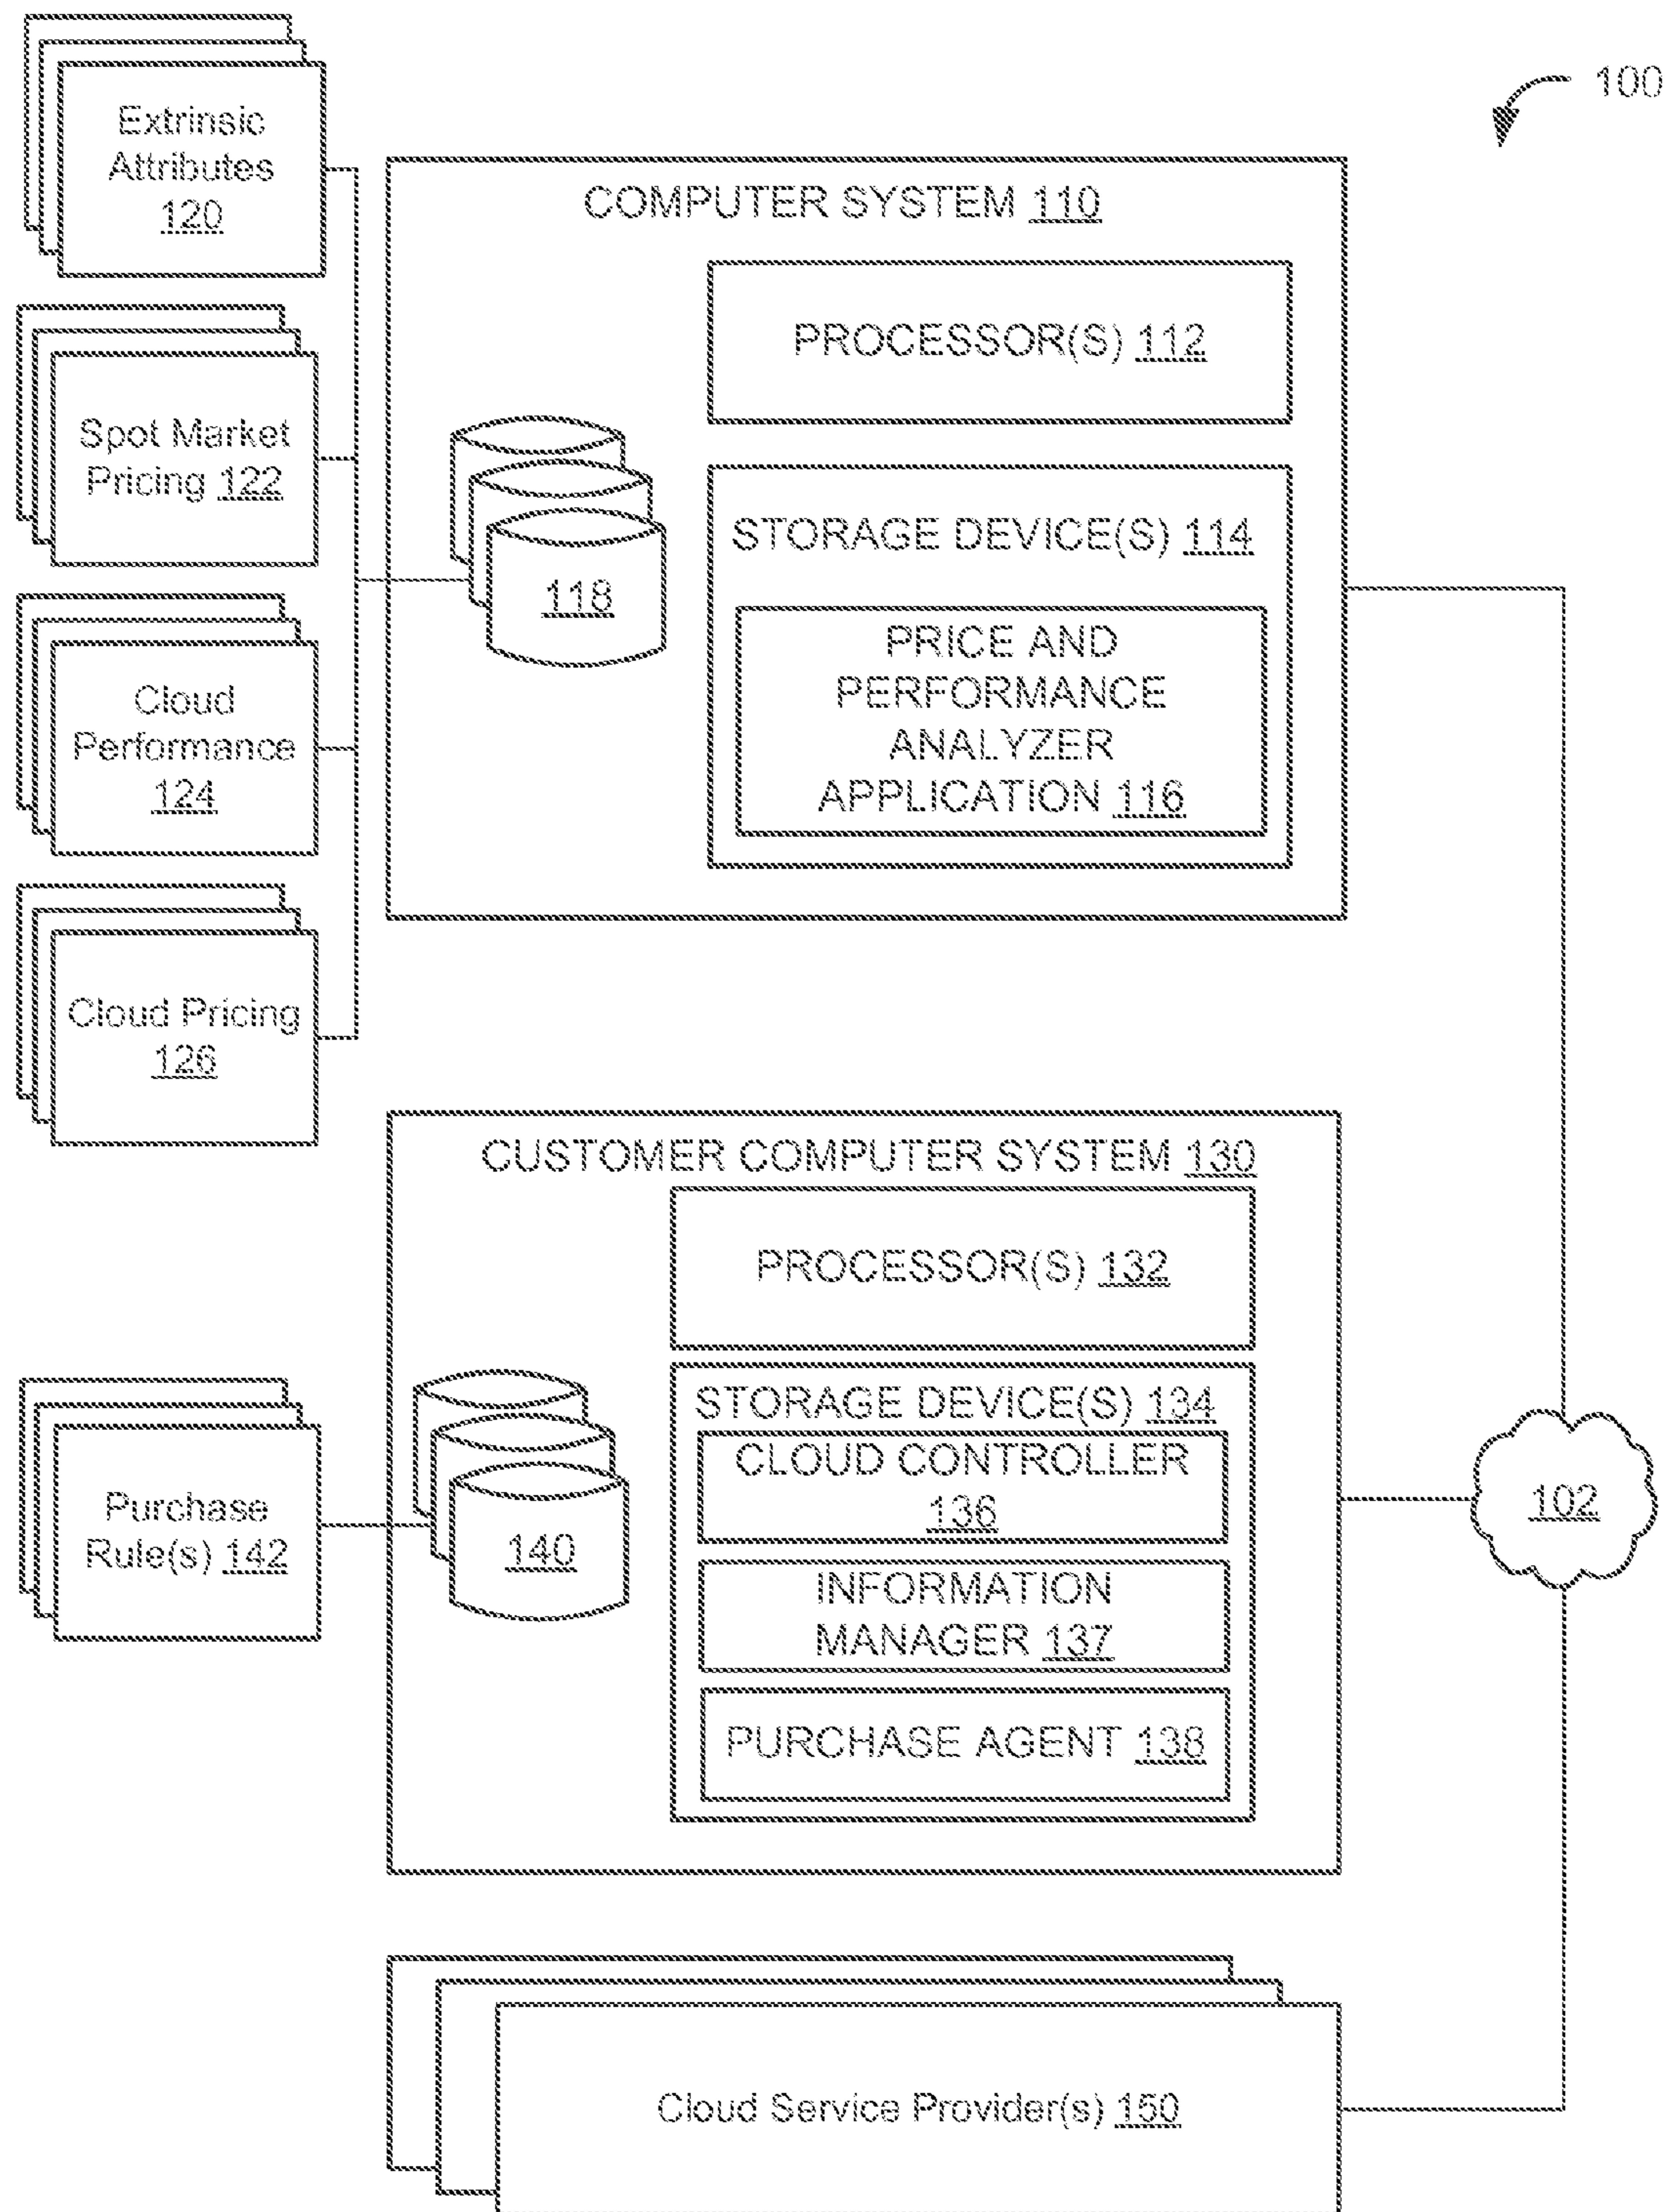 100
Extrinsic
Attributes
120
COMPUTER SYSTEM 110
PROCESSOR(S) 112
Spot Market
Pricing 122
STORAGE DEVICE(S) 114
118
PRICE AND
PERFORMANCE
ANALYZER
APPLICATION 116
Cloud
Performance
124
Cloud Pricing
126
CUSTOMER COMPUTER SYSTEM 130
PROCESSOR(S) 132
STORAGE DEVICE(S) 134
CLOUD CONTROLLER
136
Purchase
Rule(s) 142
140
102
INFORMATION
MANAGER 137
PURCHASE AGENT 138
Cloud Service Provider(s) 150